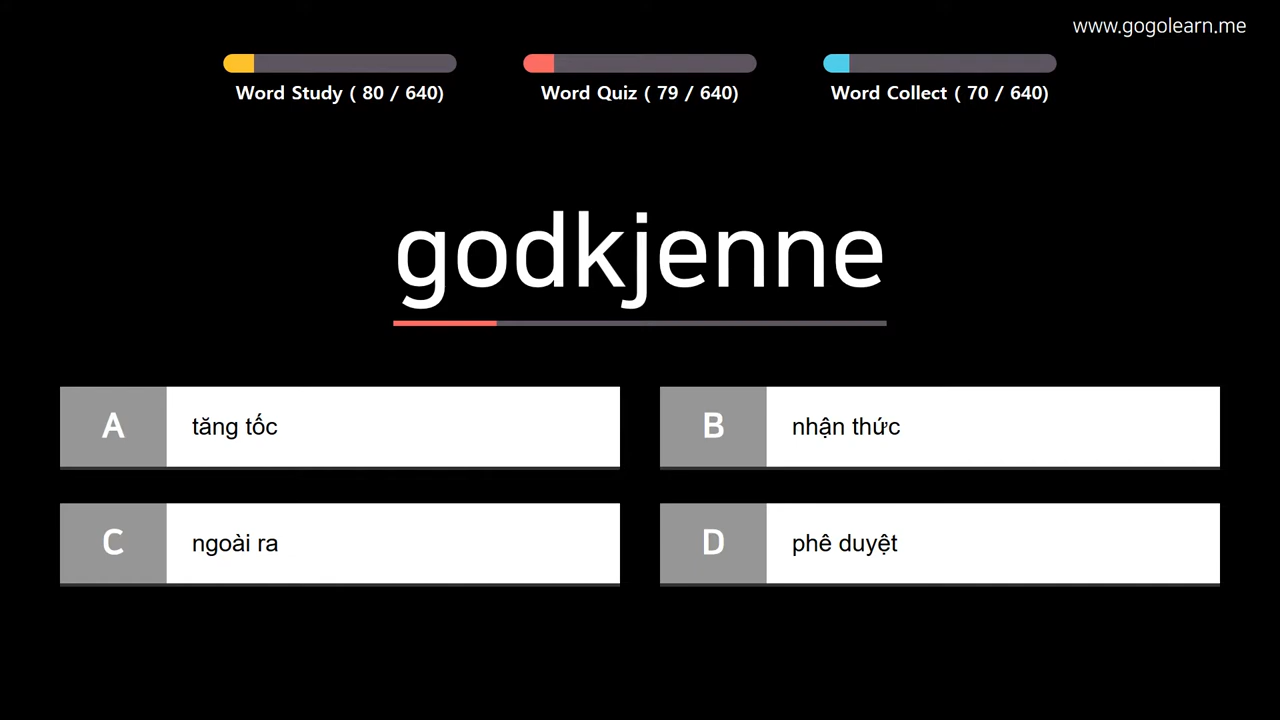 www.gogolearn.me
Word Study ( 80 / 640)
Word Quiz ( 79 / 640)
Word Collect ( 70 / 640)
godkjenne
A tăng tốc
B nhận thức
C ngoài ra
D phê duyệt